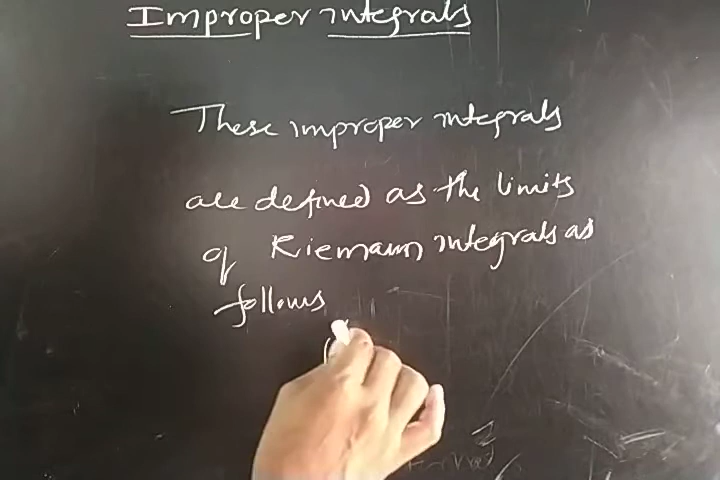 Improper integrals
These improper integrals
are defined as the limits
of Riemann integrals as
follows